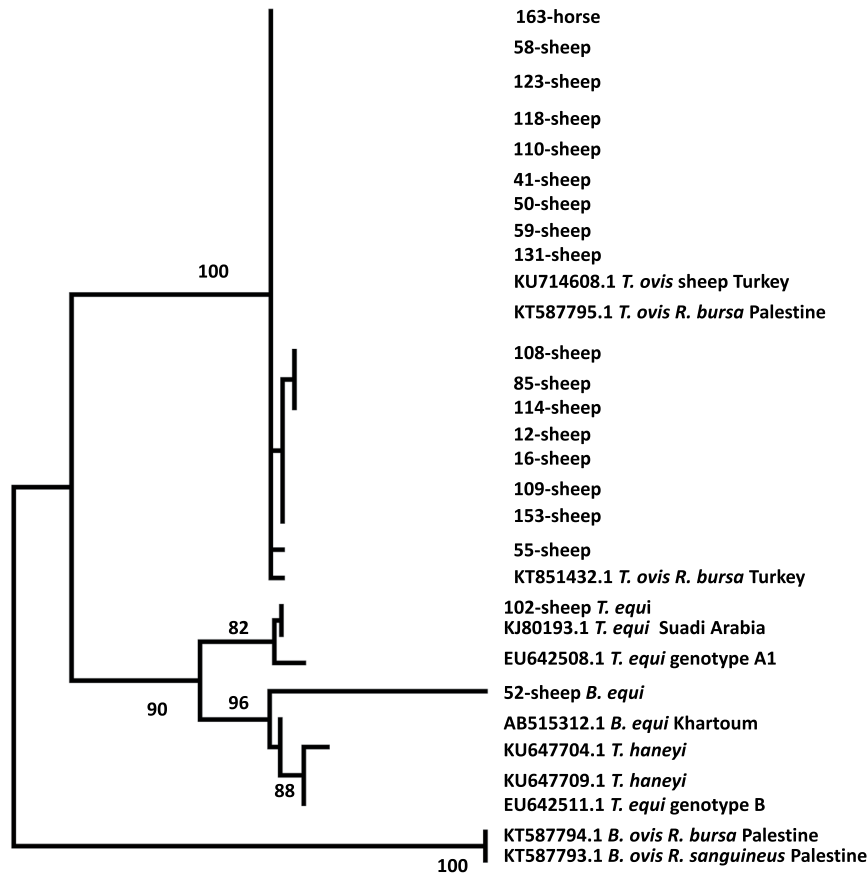 163-horse
58-sheep
123-sheep
118-sheep
110-sheep
41-sheep
50-sheep
59-sheep
131-sheep
100
KU714608.1 T. ovis sheep Turkey
KT587795.1 T. ovis R. bursa Palestine
108-sheep
85-sheep
114-sheep
12-sheep
16-sheep
109-sheep
153-sheep
55-sheep
KT851432.1 T. ovis R. bursa Turkey
102-sheep T. equi
82
KJ80193.1 T. equi Suadi Arabia
EU642508.1 T. equi genotype A1
52-sheep B. equi
96
90
AB515312.1 B. equi Khartoum
KU647704.1 T. haneyi
KU647709.1 T. haneyi
88
EU642511.1 T. equi genotype B
KT587794.1 B. ovis R. bursa Palestine
KT587793.1 B. ovis R. sanguineus Palestine
100